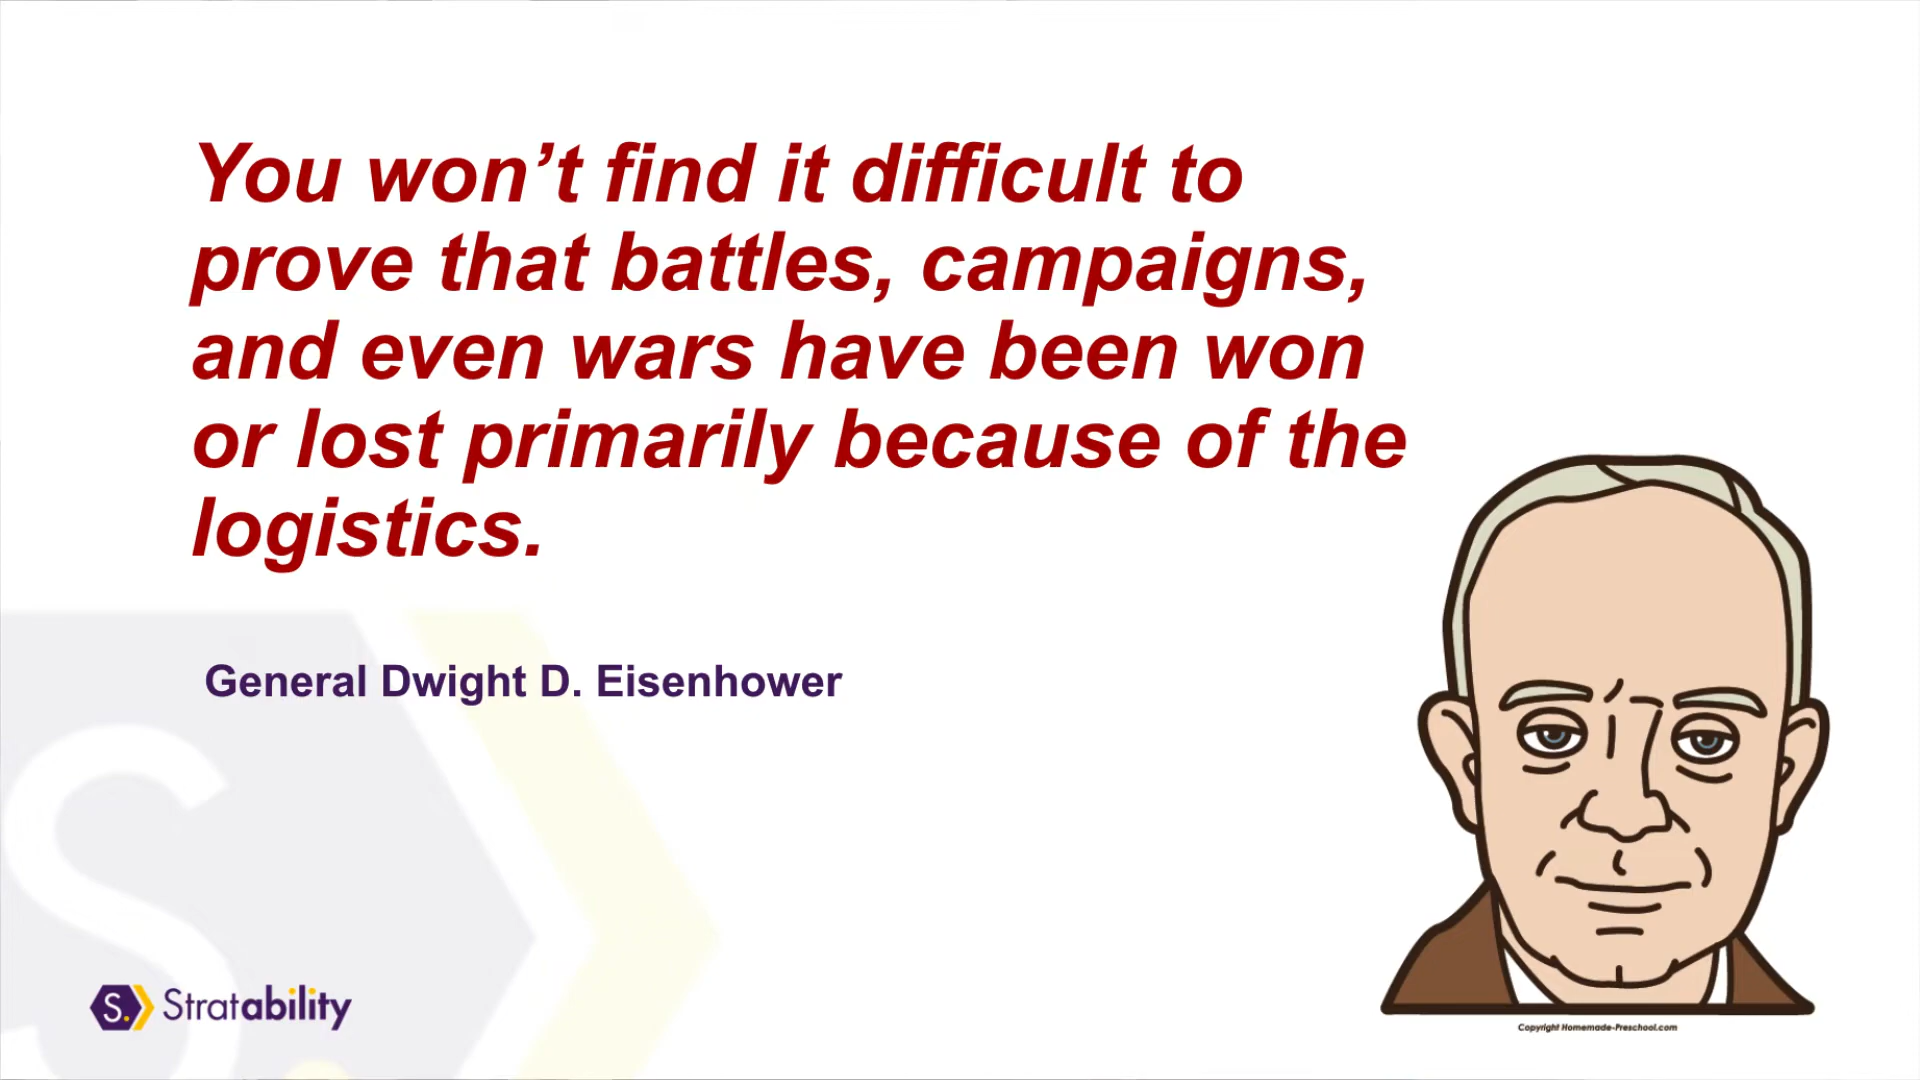 You won’t find it difficult to
prove that battles, campaigns,
and even wars have been won
or lost primarily because of the
logistics.
General Dwight D. Eisenhower
S.
S. Stratability
Copyright Homemade-Preschool.com